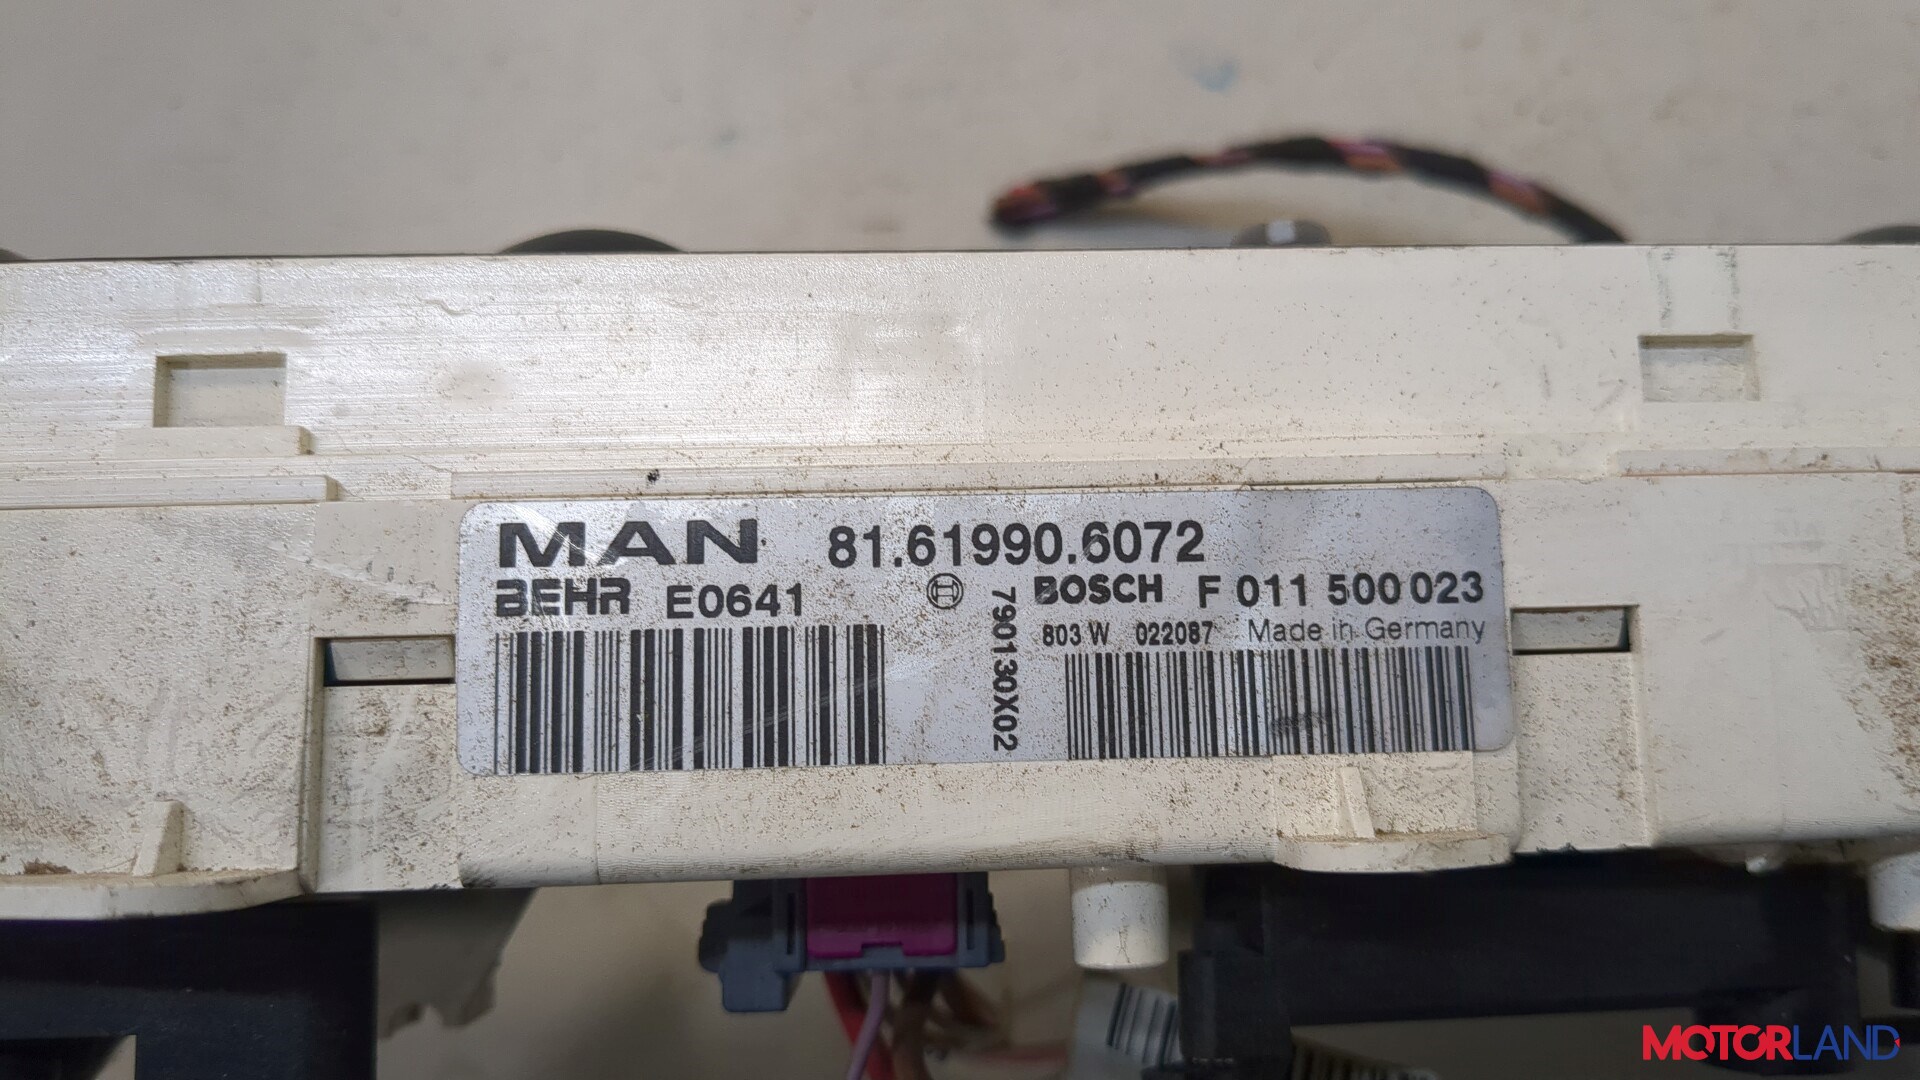 MAN 81.61990.6072
BEHR E0641 BOSCH F 011 500 023
803 W 022087 Made in Germany
790130X02
MOTORLAND